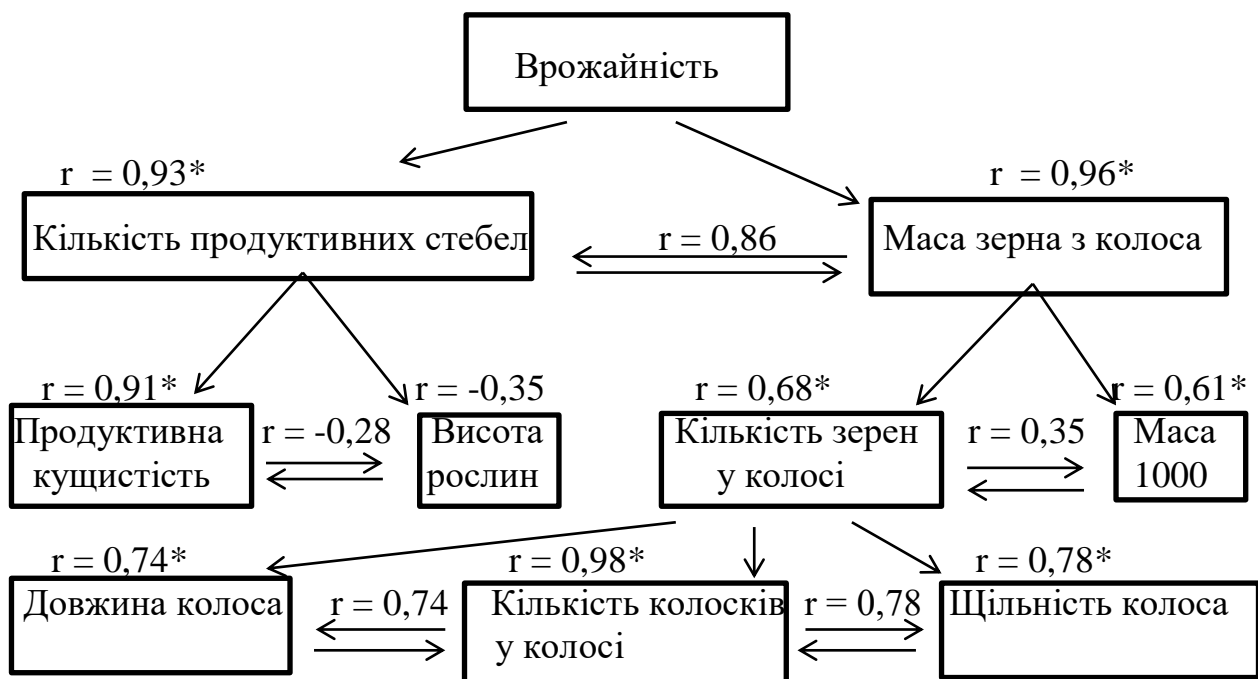 Врожайність
r = 0,93*
r = 0,96*
Кількість продуктивних стебел
r = 0,86
Маса зерна з колоса
r = 0,91*
r = -0,35
r = 0,68*
r = 0,61*
Продуктивна
кущистість
r = -0,28
Висота
рослин
Кількість зерен
у колосі
r = 0,35
Маса
1000
r = 0,74*
r = 0,98*
r = 0,78*
Довжина колоса
r = 0,74
Кількість колосків
у колосі
r = 0,78
Щільність колоса